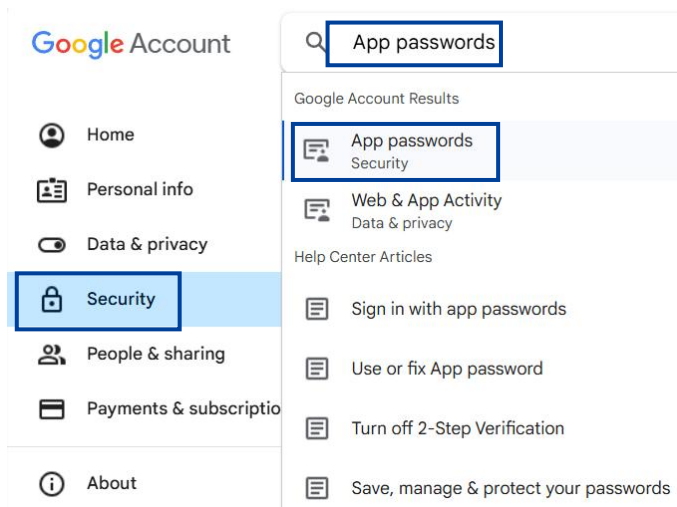 Google Account
Home
Personal info
Data & privacy
Security
People & sharing
Payments & subscriptio
About
App passwords
Google Account Results
App passwords
Security
Web & App Activity
Data & privacy
Help Center Articles
Sign in with app passwords
Use or fix App password
Turn off 2-Step Verification
Save, manage & protect your passwords